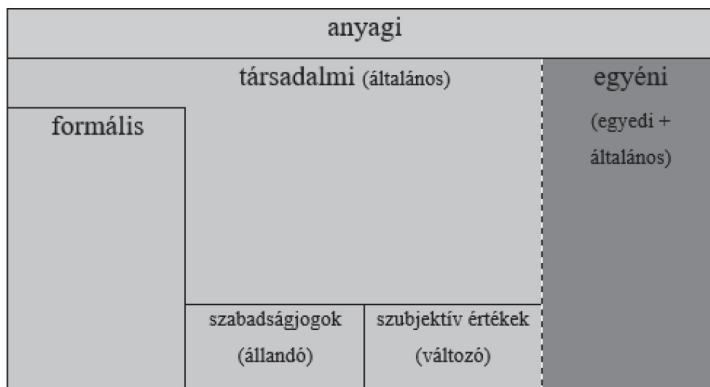 anyagi
társadalmi (általános)
egyéni
(egyedi +
általános)
formális
szabadságjogok
(állandó)
szubjektív értékek
(változó)